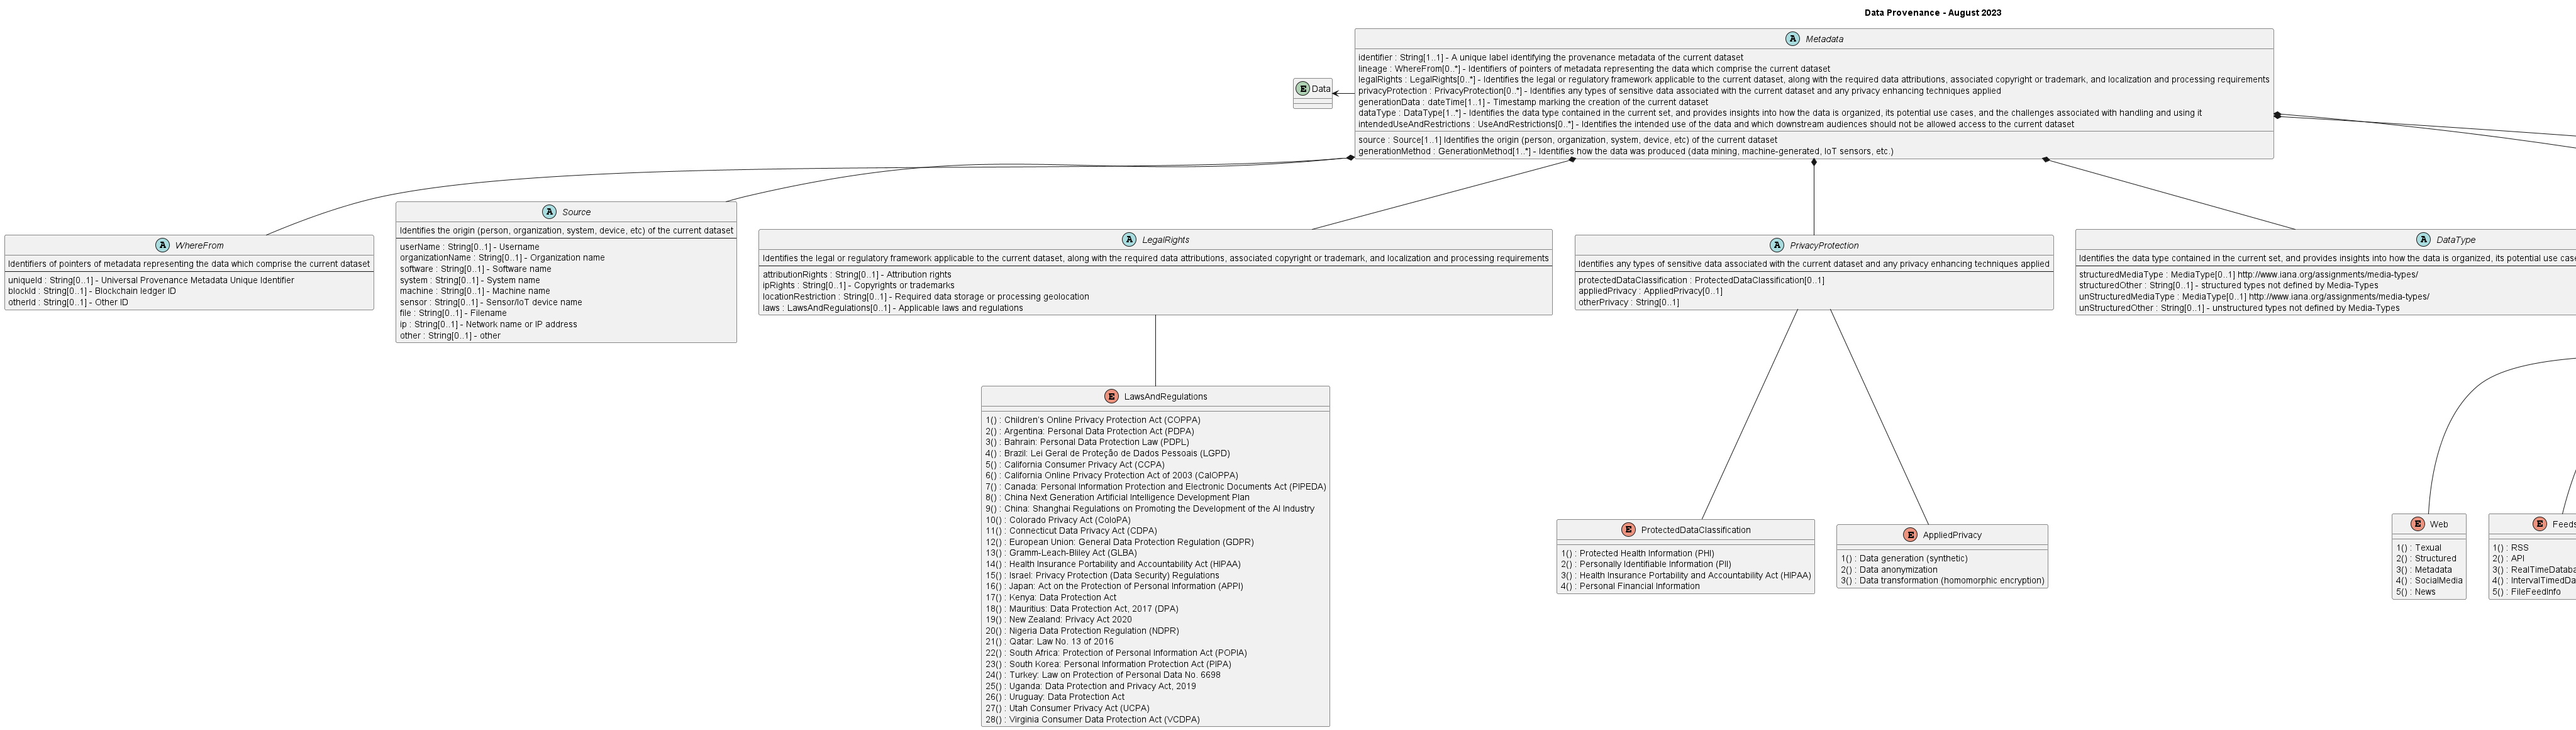 Data Provenance - August 2023
A Metadata
identifier : String[1..1] - A unique label identifying the provenance metadata of the current dataset
lineage : WhereFrom[0..*] - Identifiers of pointers of metadata representing the data which comprise the current dataset
legalRights : LegalRights[0..*] - Identifies the legal or regulatory framework applicable to the current dataset, along with the required data attributions, associated copyright or trademark, and localization and processing requirements
privacyProtection : PrivacyProtection[0..*] - Identifies any types of sensitive data associated with the current dataset and any privacy enhancing techniques applied
generationData : dateTime[1..1] - Timestamp marking the creation of the current dataset
dataType : DataType[1..*] - Identifies the data type contained in the current set, and provides insights into how the data is organized, its potential use cases, and the challenges associated with handling and using it
intendedUseAndRestrictions : UseAndRestrictions[0..*] - Identifies the intended use of the data and which downstream audiences should not be allowed access to the current dataset
source : Source[1..1] Identifies the origin (person, organization, system, device, etc) of the current dataset
generationMethod : GenerationMethod[1..*] - Identifies how the data was produced (data mining, machine-generated, IoT sensors, etc.)
E Data
A WhereFrom
Identifiers of pointers of metadata representing the data which comprise the current dataset
uniqueId : String[0..1] - Universal Provenance Metadata Unique Identifier
blockId : String[0..1] - Blockchain ledger ID
otherId : String[0..1] - Other ID
A Source
Identifies the origin (person, organization, system, device, etc) of the current dataset
userName : String[0..1] - Username
organizationName : String[0..1] - Organization name
software : String[0..1] - Software name
system : String[0..1] - System name
machine : String[0..1] - Machine name
sensor : String[0..1] - Sensor/IoT device name
file : String[0..1] - Filename
ip : String[0..1] - Network name or IP address
other : String[0..1] - other
A LegalRights
Identifies the legal or regulatory framework applicable to the current dataset, along with the required data attributions, associated copyright or trademark, and localization and processing requirements
attributionRights : String[0..1] - Attribution rights
ipRights : String[0..1] - Copyrights or trademarks
locationRestriction : String[0..1] - Required data storage or processing geolocation
laws : LawsAndRegulations[0..1] - Applicable laws and regulations
A PrivacyProtection
Identifies any types of sensitive data associated with the current dataset and any privacy enhancing techniques applied
protectedDataClassification : ProtectedDataClassification[0..1]
appliedPrivacy : AppliedPrivacy[0..1]
otherPrivacy : String[0..1]
A DataType
Identifies the data type contained in the current set, and provides insights into how the data is organized, its potential use cas
structuredMediaType : MediaType[0..1] http://www.iana.org/assignments/media-types/
structuredOther : String[0..1] - structured types not defined by Media-Types
unStructuredMediaType : MediaType[0..1] http://www.iana.org/assignments/media-types/
unStructuredOther : String[0..1] - unstructured types not defined by Media-Types
E LawsAndRegulations
1() : Children's Online Privacy Protection Act (COPPA)
2() : Argentina: Personal Data Protection Act (PDPA)
3() : Bahrain: Personal Data Protection Law (PDPL)
4() : Brazil: Lei Geral de Proteção de Dados Pessoais (LGPD)
5() : California Consumer Privacy Act (CCPA)
6() : California Online Privacy Protection Act of 2003 (CalOPPA)
7() : Canada: Personal Information Protection and Electronic Documents Act (PIPEDA)
8() : China Next Generation Artificial Intelligence Development Plan
9() : China: Shanghai Regulations on Promoting the Development of the AI Industry
10() : Colorado Privacy Act (ColoPA)
11() : Connecticut Data Privacy Act (CDPA)
12() : European Union: General Data Protection Regulation (GDPR)
13() : Gramm-Leach-Bliley Act (GLBA)
14() : Health Insurance Portability and Accountability Act (HIPAA)
15() : Israel: Privacy Protection (Data Security) Regulations
16() : Japan: Act on the Protection of Personal Information (APPI)
17() : Kenya: Data Protection Act
18() : Mauritius: Data Protection Act, 2017 (DPA)
19() : New Zealand: Privacy Act 2020
20() : Nigeria Data Protection Regulation (NDPR)
21() : Qatar: Law No. 13 of 2016
22() : South Africa: Protection of Personal Information Act (POPIA)
23() : South Korea: Personal Information Protection Act (PIPA)
24() : Turkey: Law on Protection of Personal Data No. 6698
25() : Uganda: Data Protection and Privacy Act, 2019
26() : Uruguay: Data Protection Act
27() : Utah Consumer Privacy Act (UCPA)
28() : Virginia Consumer Data Protection Act (VCDPA)
E ProtectedDataClassification
1() : Protected Health Information (PHI)
2() : Personally Identifiable Information (PII)
3() : Health Insurance Portability and Accountability Act (HIPAA)
4() : Personal Financial Information
E AppliedPrivacy
1() : Data generation (synthetic)
2() : Data anonymization
3() : Data transformation (homomorphic encryption)
E Web
1() : Texual
2() : Structured
3() : Metadata
4() : SocialMedia
5() : News
E Feeds
1() : RSS
2() : API
3() : RealTimeDataba
4() : IntervalTimedDa
5() : FileFeedInfo